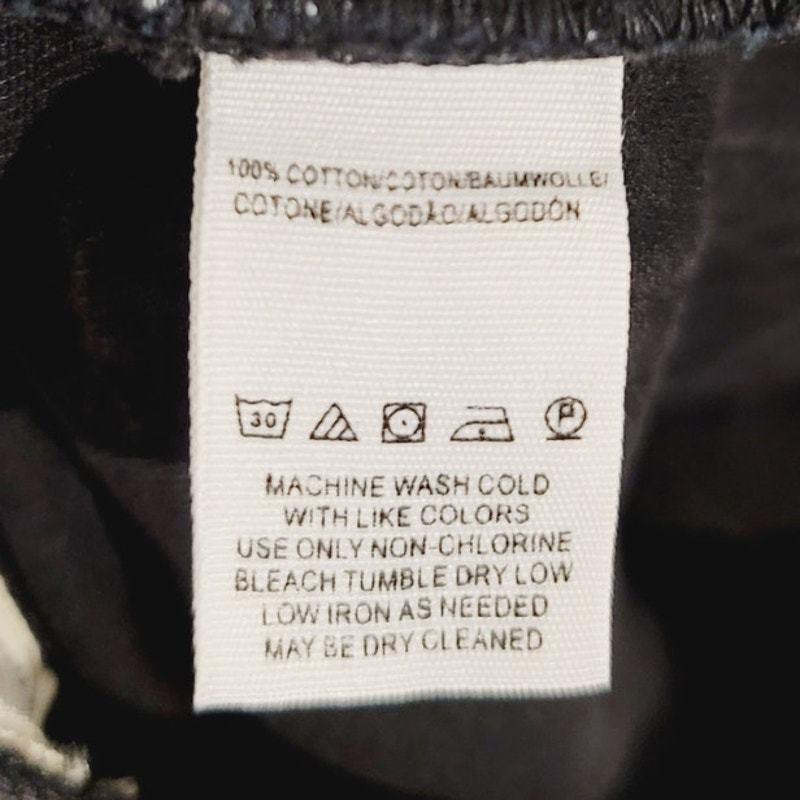 100% COTTON/COTON/BAUMWOLLE/
COTONE/ALGODÃO/ALGODÓN
30 P
MACHINE WASH COLD
WITH LIKE COLORS
USE ONLY NON-CHLORINE
BLEACH TUMBLE DRY LOW
LOW IRON AS NEEDED
MAY BE DRY CLEANED